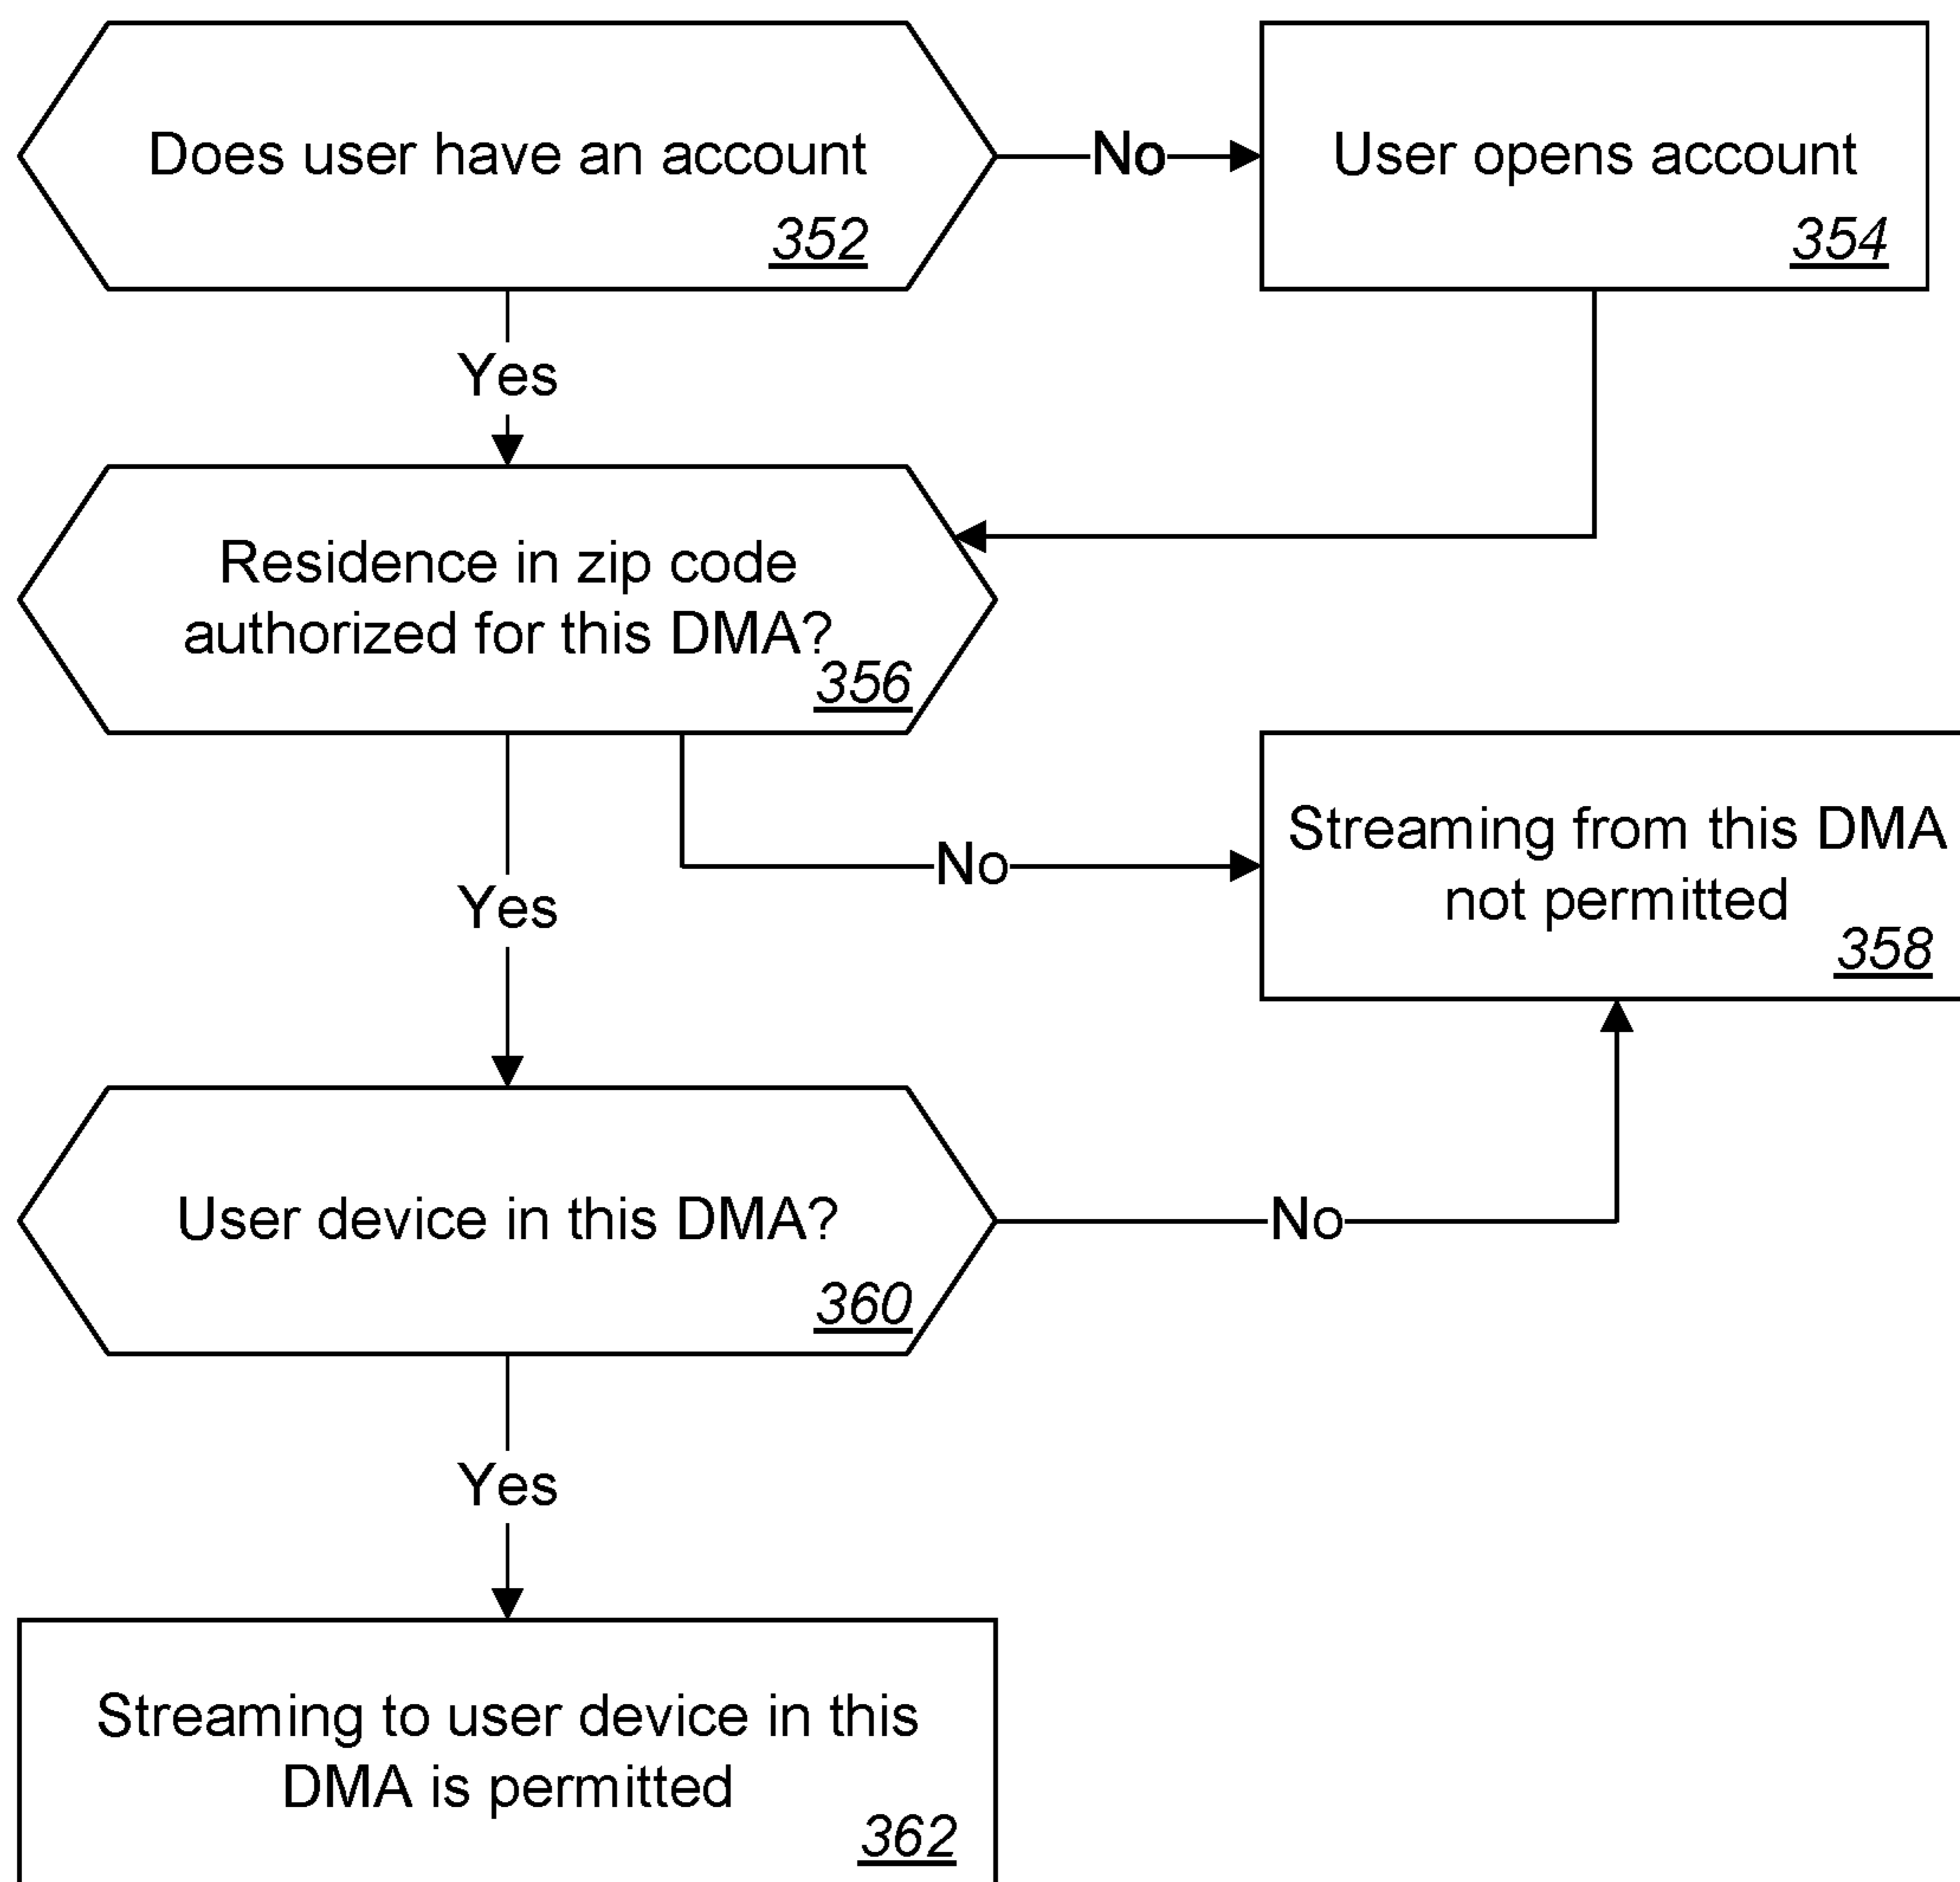 Does user have an account
352
No
User opens account
354
Yes
Residence in zip code
authorized for this DMA?
356
No
Streaming from this DMA
not permitted
358
Yes
User device in this DMA?
360
No
Yes
Streaming to user device in this
DMA is permitted
362